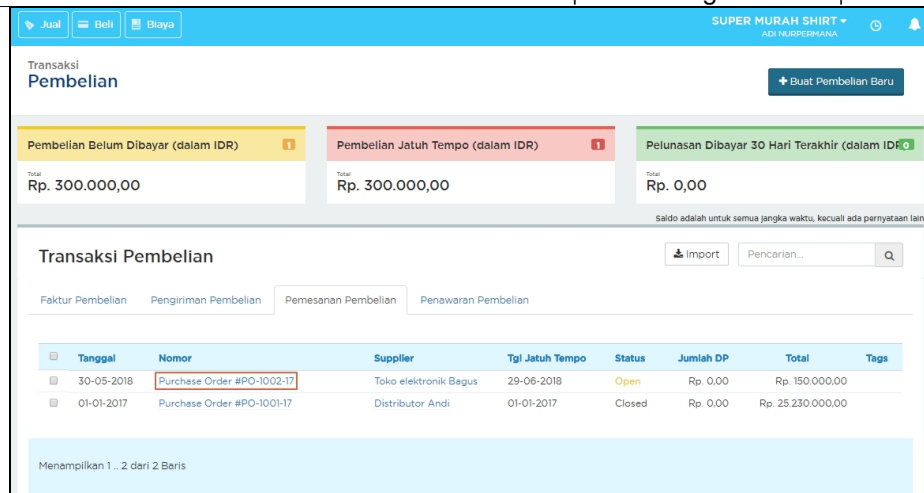 Jual Beli Biaya SUPER MURAH SHIRT
ADI NURPERMANA
Transaksi
Pembelian
+ Buat Pembelian Baru
Pembelian Belum Dibayar (dalam IDR) 1 Pembelian Jatuh Tempo (dalam IDR) 1 Pelunasan Dibayar 30 Hari Terakhir (dalam IDR 0
Total Total Total
Rp. 300.000,00 Rp. 300.000,00 Rp. 0,00
Saldo adalah untuk semua jangka waktu, kecuali ada pernyataan lain
Transaksi Pembelian Import Pencarian...
Faktur Pembelian Pengiriman Pembelian Pemesanan Pembelian Penawaran Pembelian
Tanggal Nomor Supplier Tgl Jatuh Tempo Status Jumlah DP Total Tags
30-05-2018 Purchase Order #PO-1002-17 Toko elektronik Bagus 29-06-2018 Open Rp. 0,00 Rp. 150.000,00
01-01-2017 Purchase Order #PO-1001-17 Distributor Andi 01-01-2017 Closed Rp. 0,00 Rp. 25.230.000,00
Menampilkan 1 .. 2 dari 2 Baris